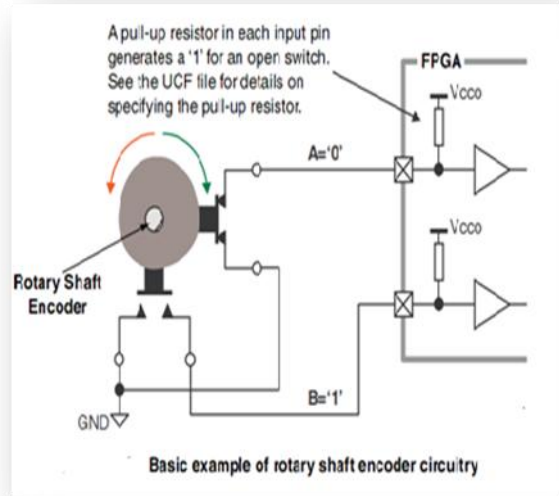 A pull-up resistor in each input pin
generates a ‘1’ for an open switch.
See the UCF file for details on
specifying the pull-up resistor.
FPGA
Vcco
A=‘0’
Vcco
Rotary Shaft
Encoder
B=‘1’
GND
Basic example of rotary shaft encoder circuitry